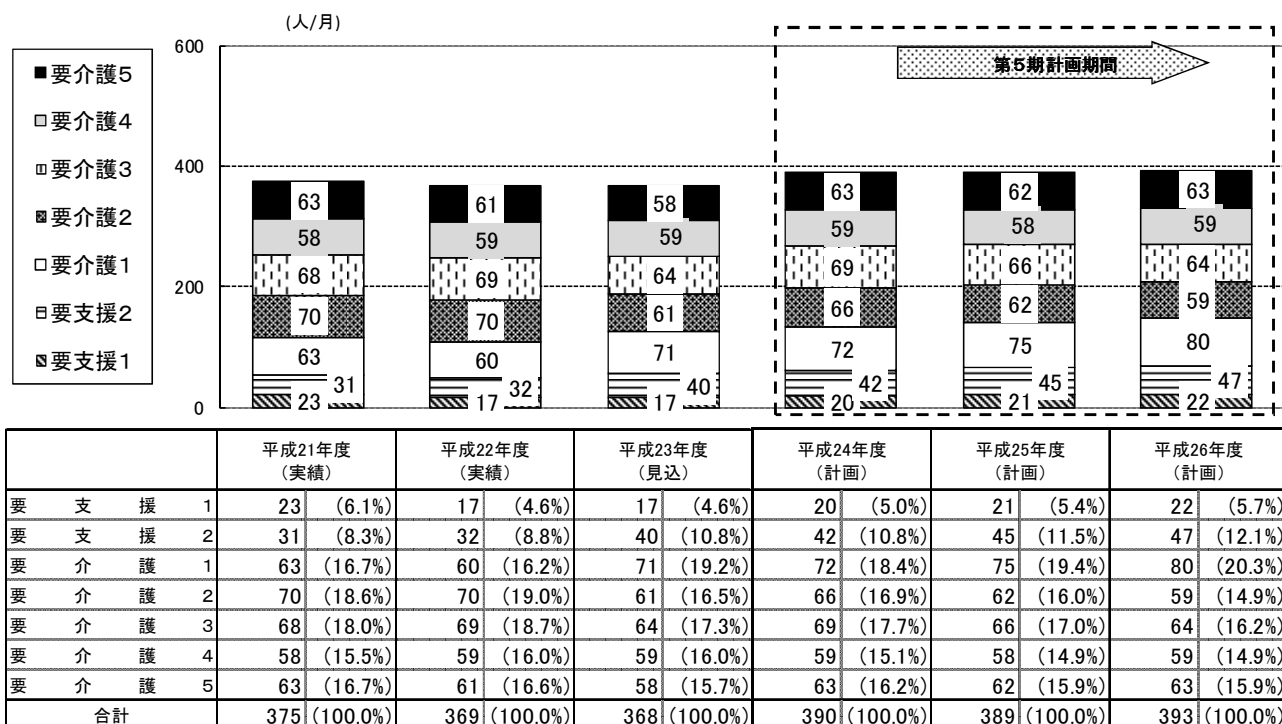 (人/月)
600
400
200
0
■要介護5
要介護4
要介護3
要介護2
□要介護1
要支援2
要支援1
第5期計画期間
63 61 58 63 62 63
58 59 59 59 58 59
68 69 64 69 66 64
70 70 61 66 62 59
63 60 71 72 75 80
31 32 40 42 45 47
23 17 17 20 21 22
平成21年度 平成22年度 平成23年度 平成24年度 平成25年度 平成26年度
(実績) (実績) (見込) (計画) (計画) (計画)
要支援1 23 (6.1%) 17 (4.6%) 17 (4.6%) 20 (5.0%) 21 (5.4%) 22 (5.7%)
要支援2 31 (8.3%) 32 (8.8%) 40 (10.8%) 42 (10.8%) 45 (11.5%) 47 (12.1%)
要介護1 63 (16.7%) 60 (16.2%) 71 (19.2%) 72 (18.4%) 75 (19.4%) 80 (20.3%)
要介護2 70 (18.6%) 70 (19.0%) 61 (16.5%) 66 (16.9%) 62 (16.0%) 59 (14.9%)
要介護3 68 (18.0%) 69 (18.7%) 64 (17.3%) 69 (17.7%) 66 (17.0%) 64 (16.2%)
要介護4 58 (15.5%) 59 (16.0%) 59 (16.0%) 59 (15.1%) 58 (14.9%) 59 (14.9%)
要介護5 63 (16.7%) 61 (16.6%) 58 (15.7%) 63 (16.2%) 62 (15.9%) 63 (15.9%)
合計 375 (100.0%) 369 (100.0%) 368 (100.0%) 390 (100.0%) 389 (100.0%) 393 (100.0%)